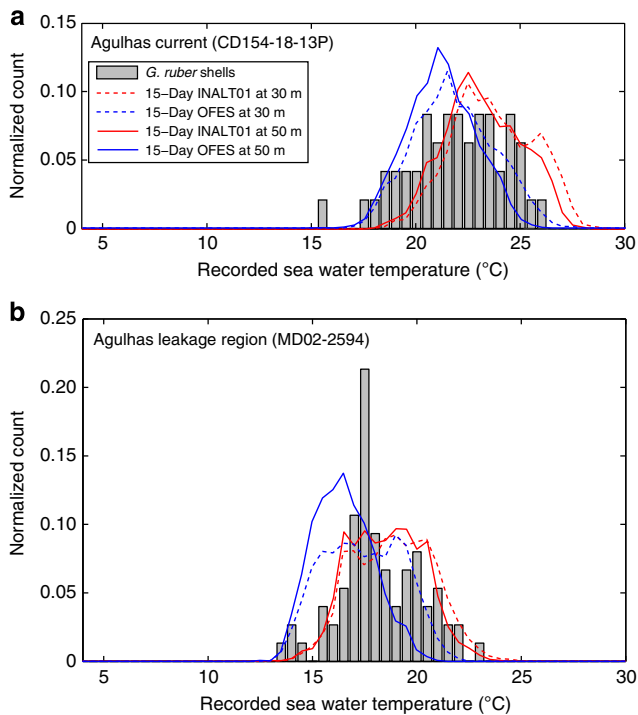 a
Agulhas current (CD154-18-13P)
G. ruber shells
15–Day INALT01 at 30 m
15–Day OFES at 30 m
15–Day INALT01 at 50 m
15–Day OFES at 50 m
Normalized count
0.15
0.10
0.05
0
5
10
15
20
25
30
Recorded sea water temperature (°C)
b
Agulhas leakage region (MD02-2594)
Normalized count
0.25
0.20
0.15
0.10
0.05
0
5
10
15
20
25
30
Recorded sea water temperature (°C)